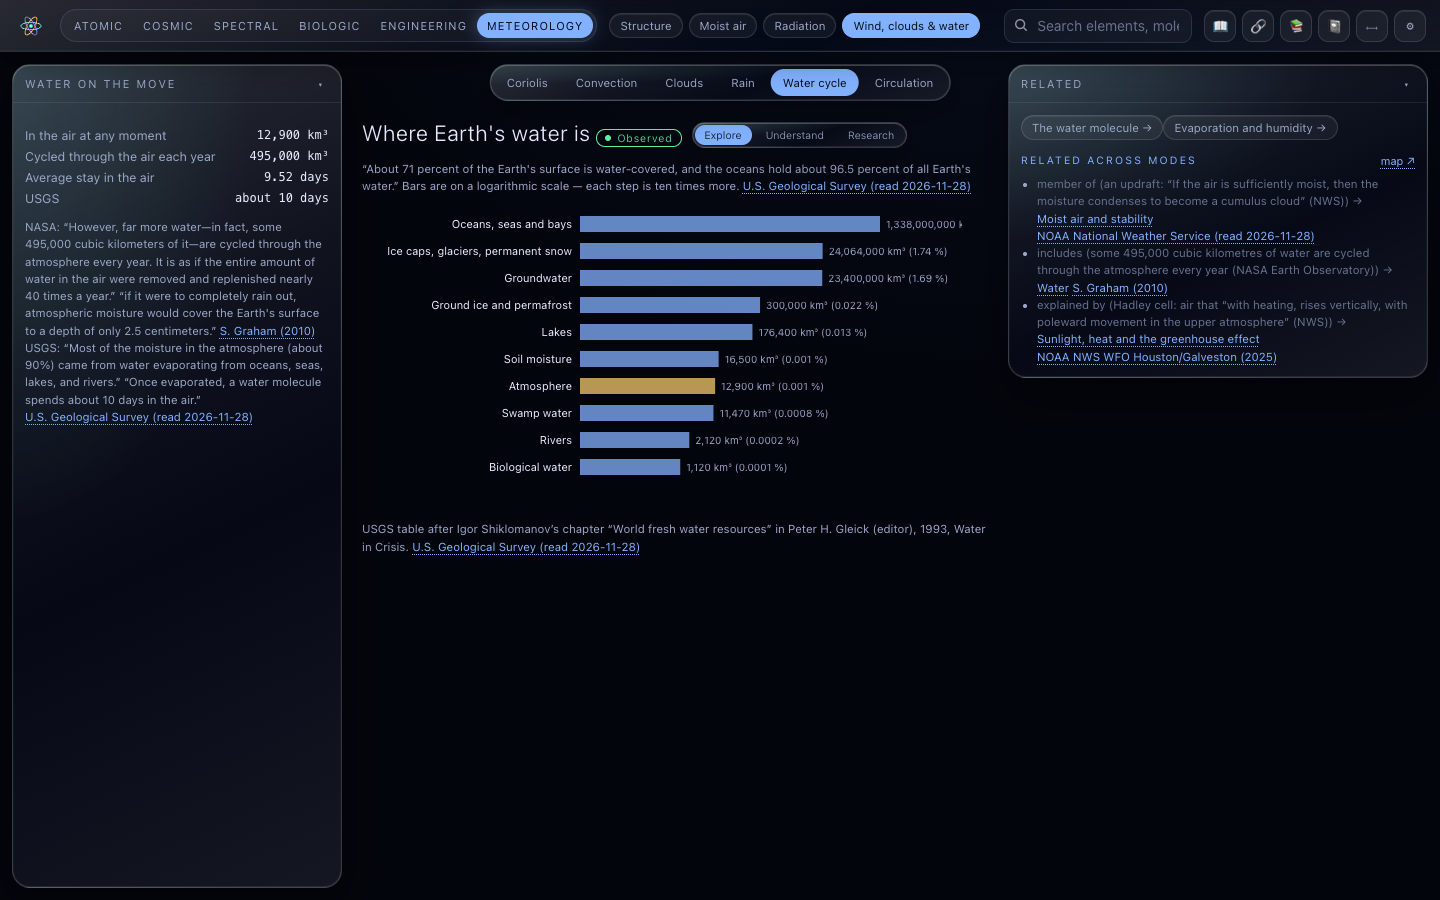 ATOMIC COSMIC SPECTRAL BIOLOGIC ENGINEERING METEOROLOGY Structure Moist air Radiation Wind, clouds & water Search elements, mole
WATER ON THE MOVE
In the air at any moment 12,900 km³
Cycled through the air each year 495,000 km³
Average stay in the air 9.52 days
USGS about 10 days
NASA: “However, far more water—in fact, some
495,000 cubic kilometers of it—are cycled through the
atmosphere every year. It is as if the entire amount of
water in the air were removed and replenished nearly
40 times a year.” “if it were to completely rain out,
atmospheric moisture would cover the Earth's surface
to a depth of only 2.5 centimeters.” S. Graham (2010)
USGS: “Most of the moisture in the atmosphere (about
90%) came from water evaporating from oceans, seas,
lakes, and rivers.” “Once evaporated, a water molecule
spends about 10 days in the air.”
U.S. Geological Survey (read 2026-11-28)
Coriolis Convection Clouds Rain Water cycle Circulation
Where Earth's water is Observed Explore Understand Research
“About 71 percent of the Earth's surface is water-covered, and the oceans hold about 96.5 percent of all Earth's
water.” Bars are on a logarithmic scale — each step is ten times more. U.S. Geological Survey (read 2026-11-28)
Oceans, seas and bays 1,338,000,000
Ice caps, glaciers, permanent snow 24,064,000 km³ (1.74 %)
Groundwater 23,400,000 km³ (1.69 %)
Ground ice and permafrost 300,000 km³ (0.022 %)
Lakes 176,400 km³ (0.013 %)
Soil moisture 16,500 km³ (0.001 %)
Atmosphere 12,900 km³ (0.001 %)
Swamp water 11,470 km³ (0.0008 %)
Rivers 2,120 km³ (0.0002 %)
Biological water 1,120 km³ (0.0001 %)
USGS table after Igor Shiklomanov’s chapter “World fresh water resources” in Peter H. Gleick (editor), 1993, Water
in Crisis. U.S. Geological Survey (read 2026-11-28)
RELATED
The water molecule → Evaporation and humidity →
RELATED ACROSS MODES map ↗
member of (an updraft: “If the air is sufficiently moist, then the
moisture condenses to become a cumulus cloud” (NWS)) →
Moist air and stability
NOAA National Weather Service (read 2026-11-28)
includes (some 495,000 cubic kilometres of water are cycled
through the atmosphere every year (NASA Earth Observatory)) →
Water S. Graham (2010)
explained by (Hadley cell: air that “with heating, rises vertically, with
poleward movement in the upper atmosphere” (NWS)) →
Sunlight, heat and the greenhouse effect
NOAA NWS WFO Houston/Galveston (2025)